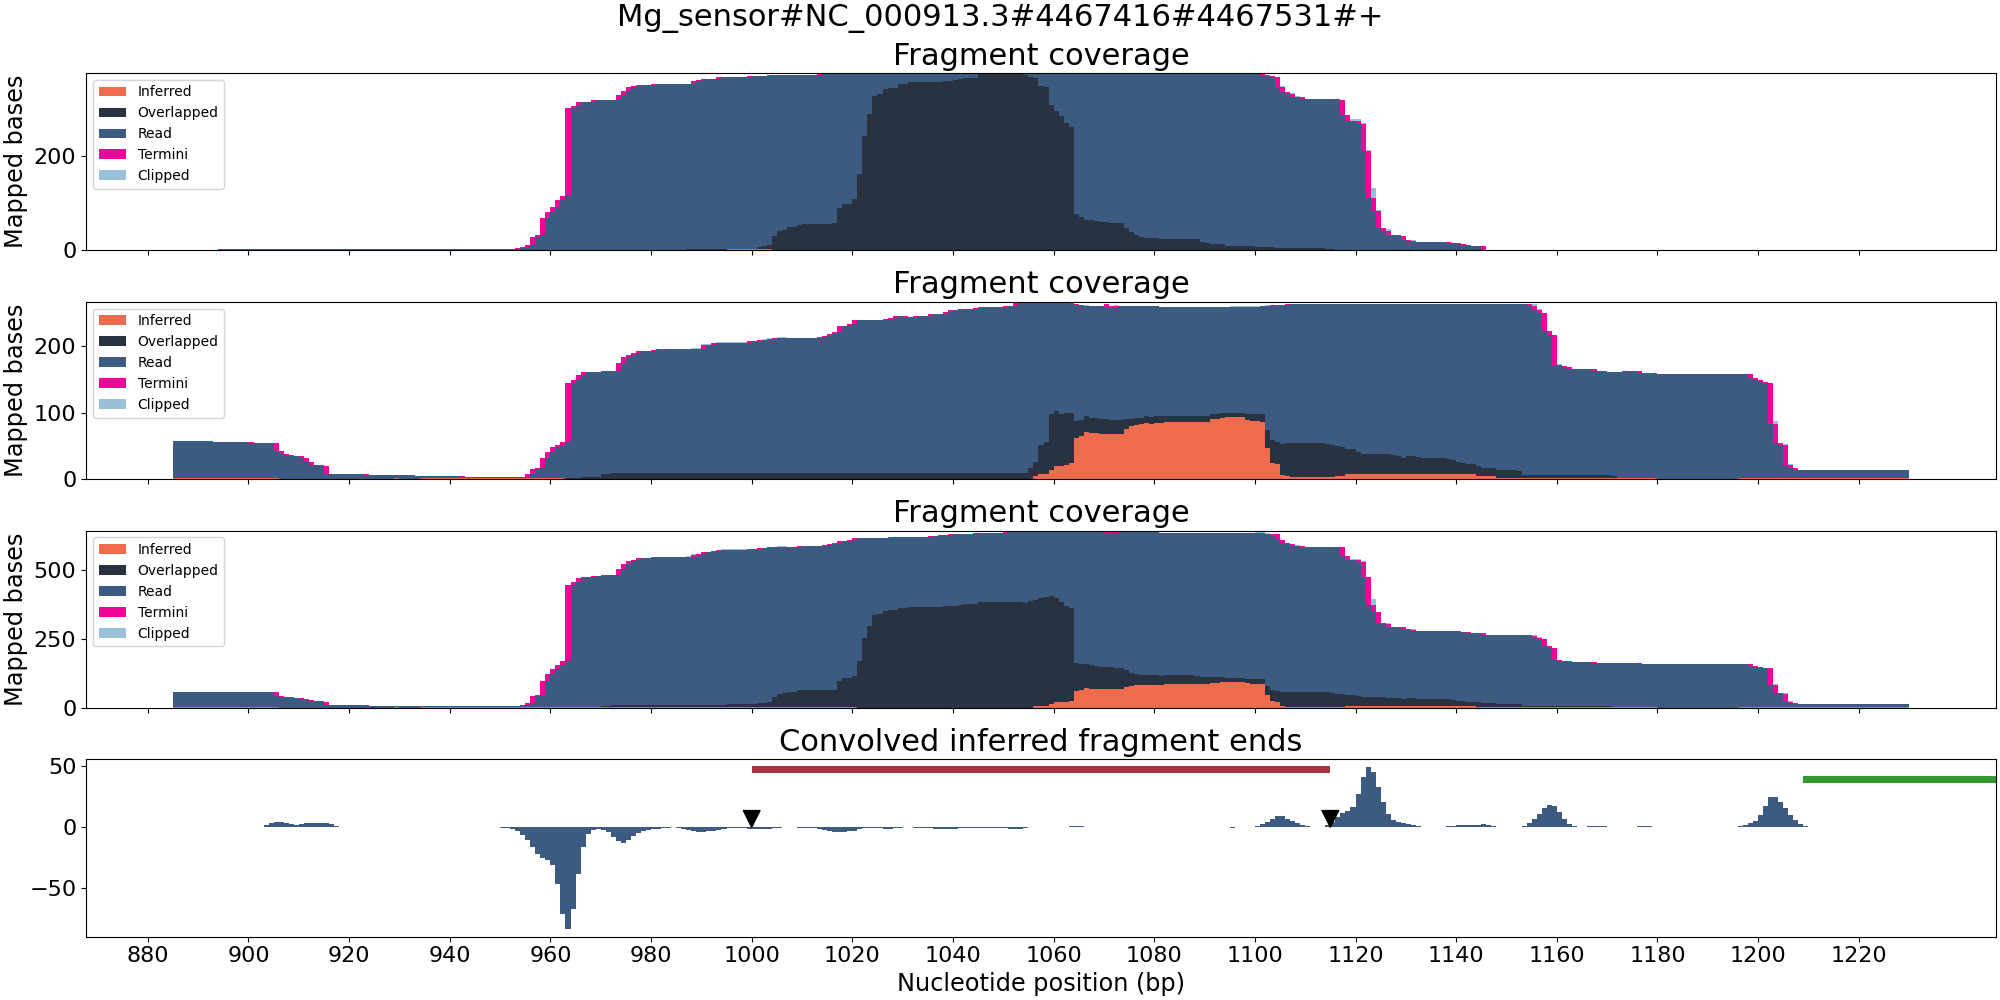 Mg_sensor#NC_000913.3#4467416#4467531#+
Fragment coverage
Mapped bases
200
0
Inferred
Overlapped
Read
Termini
Clipped
Fragment coverage
Mapped bases
200
100
0
Inferred
Overlapped
Read
Termini
Clipped
Fragment coverage
Mapped bases
500
250
0
Inferred
Overlapped
Read
Termini
Clipped
Convolved inferred fragment ends
50
0
−50
880 900 920 940 960 980 1000 1020 1040 1060 1080 1100 1120 1140 1160 1180 1200 1220
Nucleotide position (bp)